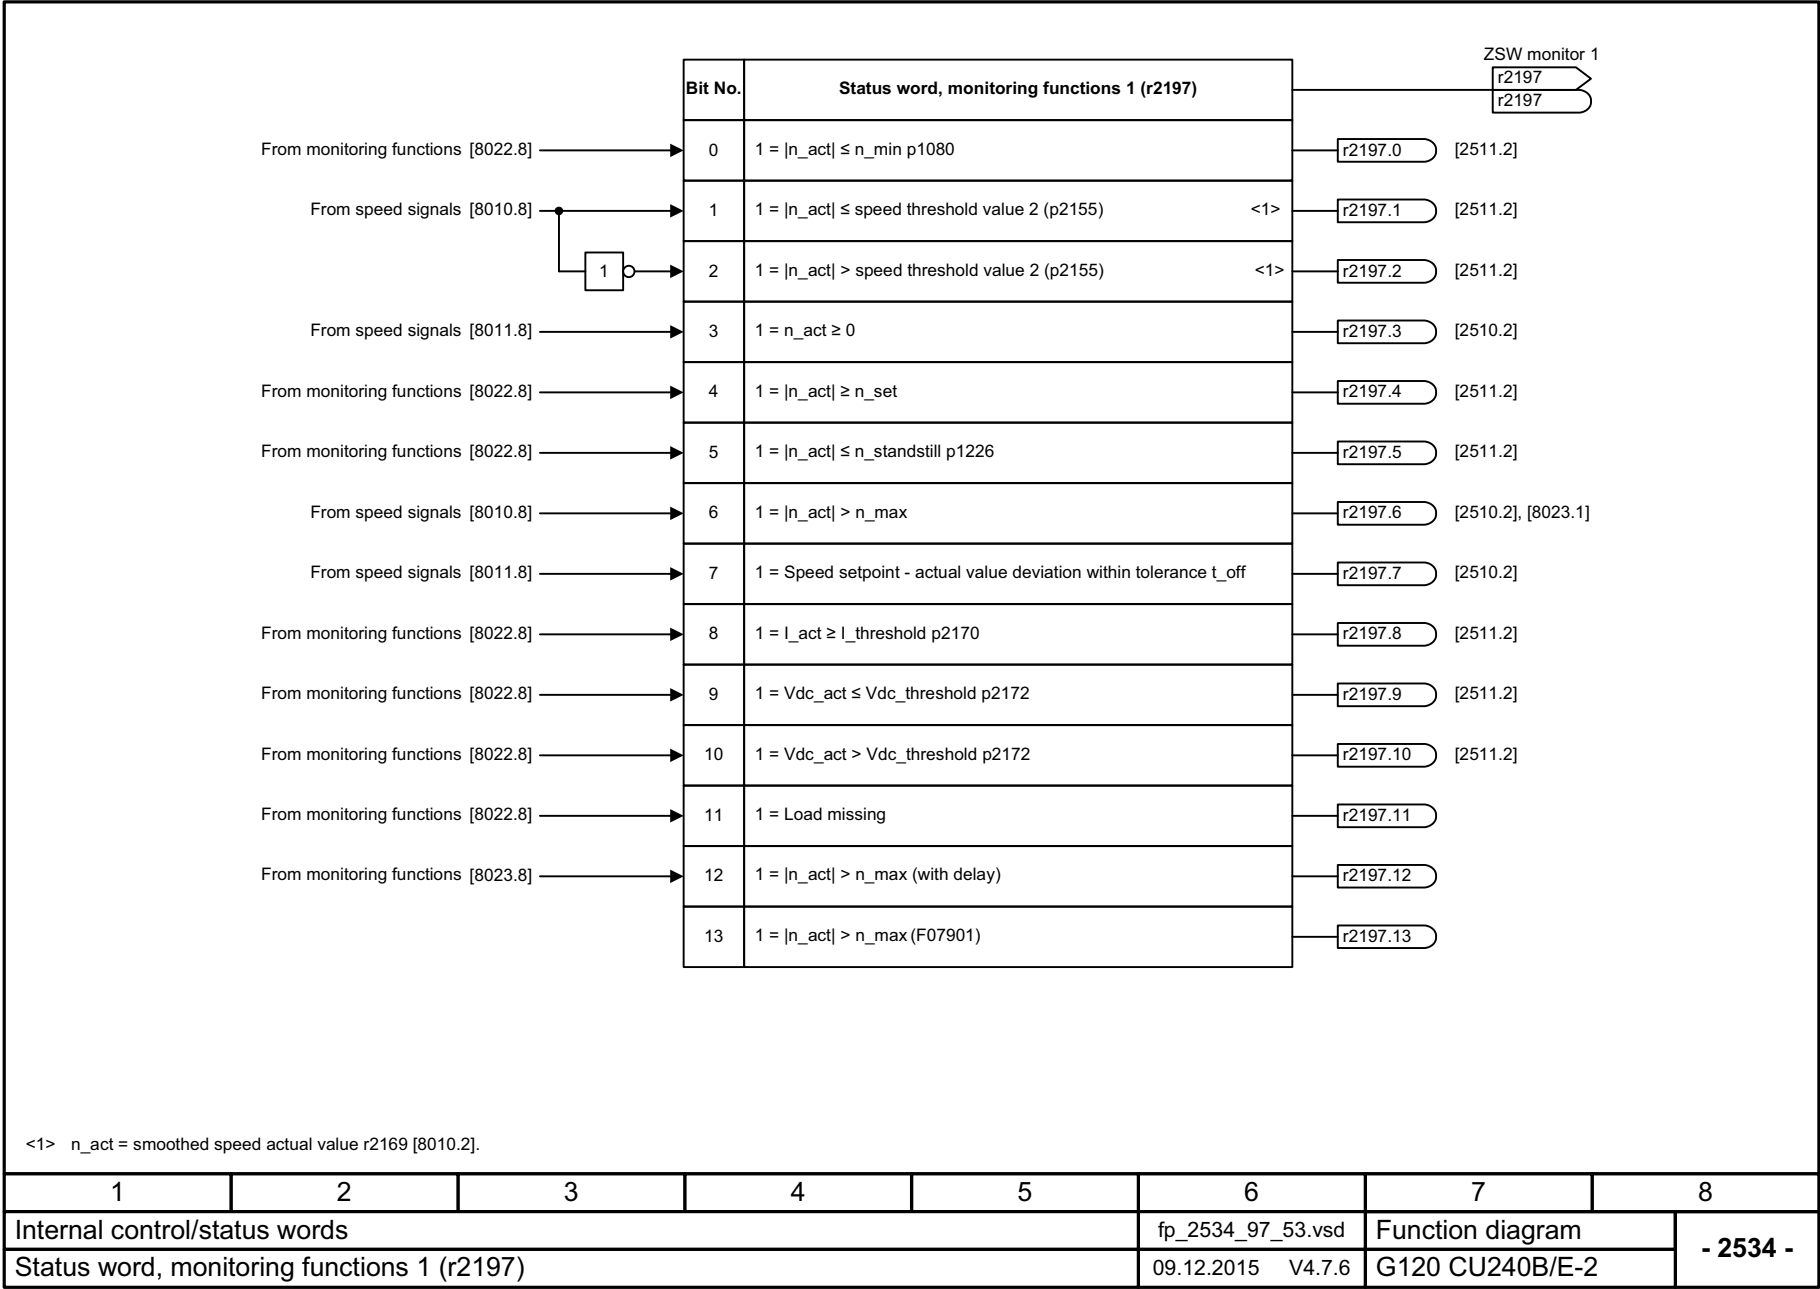 ZSW monitor 1
Bit No. Status word, monitoring functions 1 (r2197) r2197
r2197
From monitoring functions [8022.8] 0 1 = |n_act| ≤ n_min p1080 r2197.0 [2511.2]
From speed signals [8010.8] 1 1 = |n_act| ≤ speed threshold value 2 (p2155) <1> r2197.1 [2511.2]
1 2 1 = |n_act| > speed threshold value 2 (p2155) <1> r2197.2 [2511.2]
From speed signals [8011.8] 3 1 = n_act ≥ 0 r2197.3 [2510.2]
From monitoring functions [8022.8] 4 1 = |n_act| ≥ n_set r2197.4 [2511.2]
From monitoring functions [8022.8] 5 1 = |n_act| ≤ n_standstill p1226 r2197.5 [2511.2]
From speed signals [8010.8] 6 1 = |n_act| > n_max r2197.6 [2510.2], [8023.1]
From speed signals [8011.8] 7 1 = Speed setpoint - actual value deviation within tolerance t_off r2197.7 [2510.2]
From monitoring functions [8022.8] 8 1 = I_act ≥ I_threshold p2170 r2197.8 [2511.2]
From monitoring functions [8022.8] 9 1 = Vdc_act ≤ Vdc_threshold p2172 r2197.9 [2511.2]
From monitoring functions [8022.8] 10 1 = Vdc_act > Vdc_threshold p2172 r2197.10 [2511.2]
From monitoring functions [8022.8] 11 1 = Load missing r2197.11
From monitoring functions [8023.8] 12 1 = |n_act| > n_max (with delay) r2197.12
13 1 = |n_act| > n_max (F07901) r2197.13
<1> n_act = smoothed speed actual value r2169 [8010.2].
1 2 3 4 5 6 7 8
Internal control/status words fp_2534_97_53.vsd Function diagram - 2534 -
Status word, monitoring functions 1 (r2197) 09.12.2015 V4.7.6 G120 CU240B/E-2